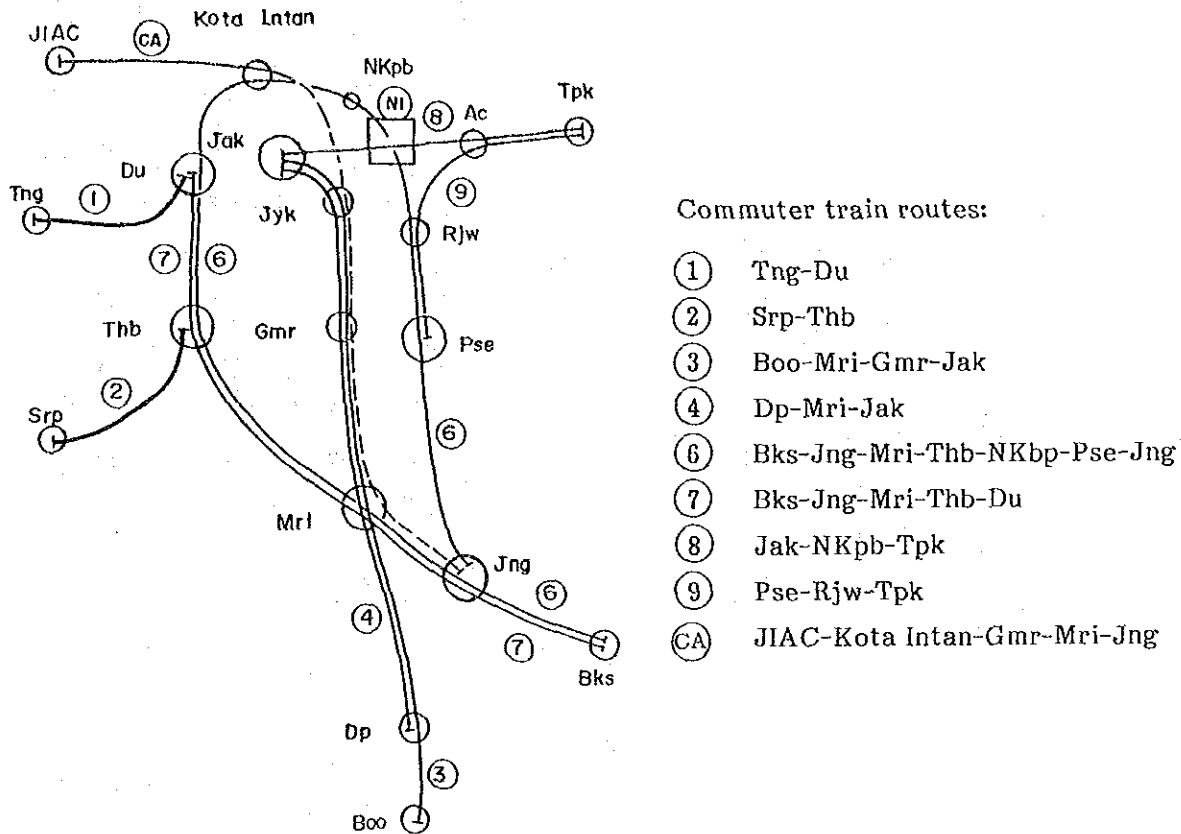 Kota Intan
JIAC
CA
NKpb
NI
8
Ac
Tpk
Jak
Du
Tng
1
Jyk
9
Rjw
7
6
Thb
Gmr
Pse
2
Srp
6
MrI
Jng
6
4
7
Bks
Dp
3
Boo
Commuter train routes:
1 Tng-Du
2 Srp-Thb
3 Boo-Mri-Gmr-Jak
4 Dp-Mri-Jak
6 Bks-Jng-Mri-Thb-NKbp-Pse-Jng
7 Bks-Jng-Mri-Thb-Du
8 Jak-NKpb-Tpk
9 Pse-Rjw-Tpk
CA JIAC-Kota Intan-Gmr-Mri-Jng